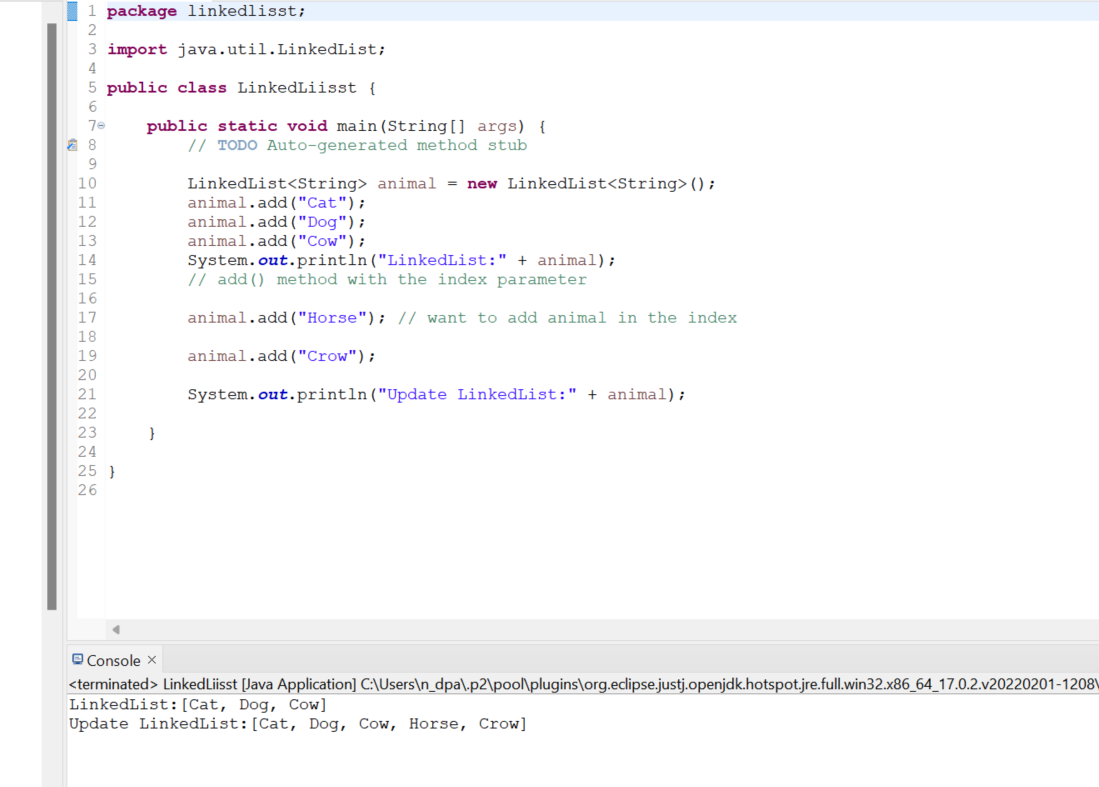 1 package linkedlisst;
2
3 import java.util.LinkedList;
4
5 public class LinkedLiisst {
6
7 public static void main(String[] args) {
8 // TODO Auto-generated method stub
9
10 LinkedList<String> animal = new LinkedList<String>();
11 animal.add("Cat");
12 animal.add("Dog");
13 animal.add("Cow");
14 System.out.println("LinkedList:" + animal);
15 // add() method with the index parameter
16
17 animal.add("Horse"); // want to add animal in the index
18
19 animal.add("Crow");
20
21 System.out.println("Update LinkedList:" + animal);
22
23 }
24
25 }
26
Console ×
<terminated> LinkedLiisst [Java Application] C:\Users\n_dpa\.p2\pool\plugins\org.eclipse.justj.openjdk.hotspot.jre.full.win32.x86_64_17.0.2.v20220201-1208\
LinkedList:[Cat, Dog, Cow]
Update LinkedList:[Cat, Dog, Cow, Horse, Crow]